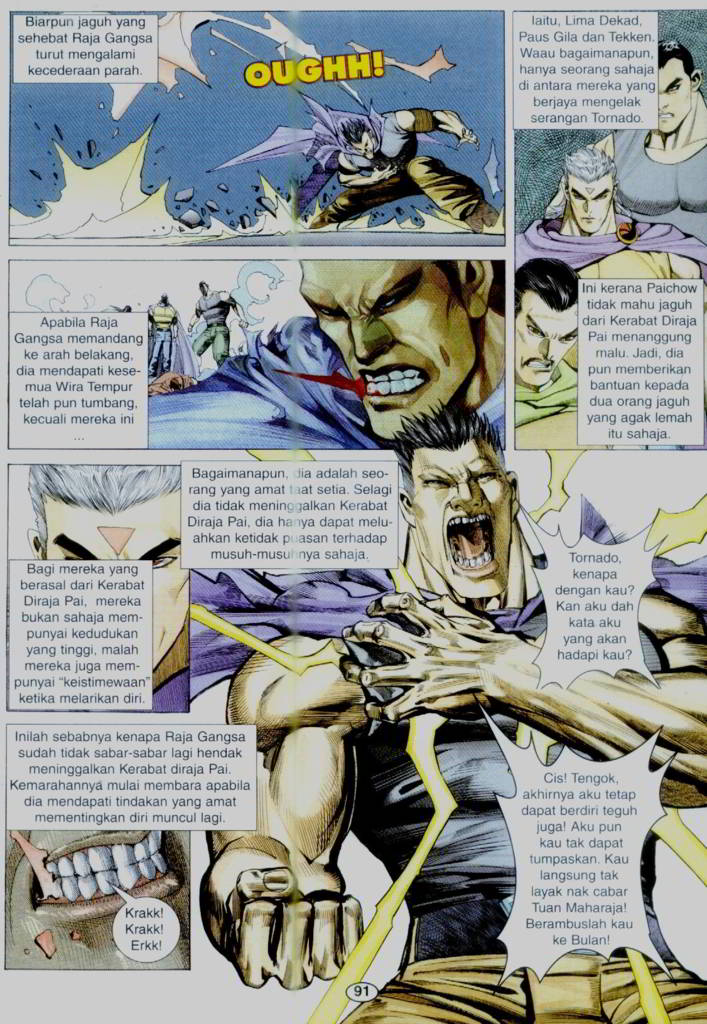 Biarpun jaguh yang
sehebat Raja Gangsa
turut mengalami
kecederaan parah.
OUGHH!
Iaitu, Lima Dekad,
Paus Gila dan Tekken.
Waau bagaimanapun,
hanya seorang sahaja
di antara mereka yang
berjaya mengelak
serangan Tornado.
Apabila Raja
Gangsa memandang
ke arah belakang,
dia mendapati kese-
mua Wira Tempur
telah pun tumbang,
kecuali mereka ini
...
Ini kerana Paichow
tidak mahu jaguh
dari Kerabat Diraja
Pai menanggung
malu. Jadi, dia
pun memberikan
bantuan kepada
dua orang jaguh
yang agak lemah
itu sahaja.
Bagaimanapun, dia adalah seo-
rang yang amat taat setia. Selagi
dia tidak meninggalkan Kerabat
Diraja Pai, dia hanya dapat melu-
ahkan ketidak puasan terhadap
musuh-musuhnya sahaja.
Bagi mereka yang
berasal dari Kerabat
Diraja Pai, mereka
bukan sahaja mem-
punyai kedudukan
yang tinggi, malah
mereka juga mem-
punyai "keistimewaan"
ketika melarikan diri.
Tornado,
kenapa
dengan kau?
Kan aku dah
kata aku
yang akan
hadapi kau?
Inilah sebabnya kenapa Raja Gangsa
sudah tidak sabar-sabar lagi hendak
meninggalkan Kerabat diraja Pai.
Kemarahannya mulai membara apabila
dia mendapati tindakan yang amat
mementingkan diri muncul lagi.
Cis! Tengok,
akhirnya aku tetap
dapat berdiri teguh
juga! Aku pun
kau tak dapat
tumpaskan. Kau
langsung tak
layak nak cabar
Tuan Maharaja!
Berambuslah kau
ke Bulan!
Krakk!
Krakk!
Erkk!
91